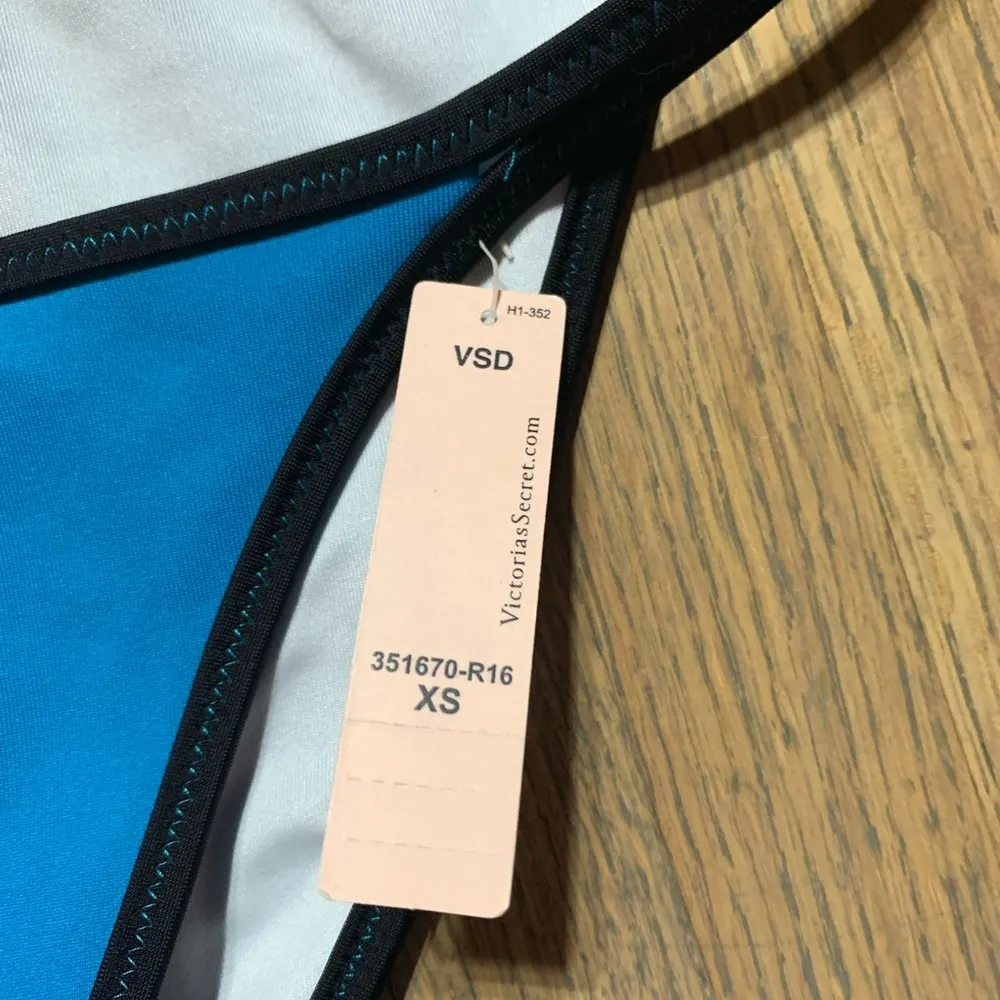 H1-352
VSD
VictoriasSecret.com
351670-R16
XS